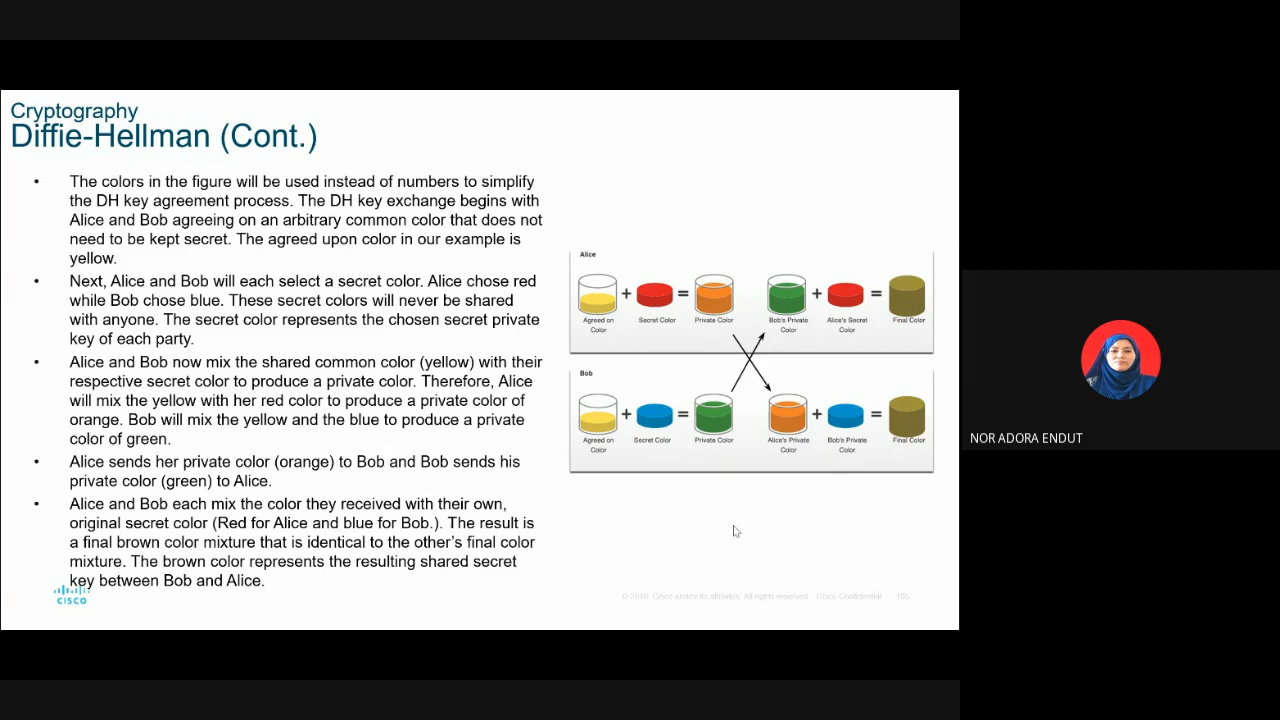 Cryptography
Diffie-Hellman (Cont.)
• The colors in the figure will be used instead of numbers to simplify
the DH key agreement process. The DH key exchange begins with
Alice and Bob agreeing on an arbitrary common color that does not
need to be kept secret. The agreed upon color in our example is
yellow.
• Next, Alice and Bob will each select a secret color. Alice chose red
while Bob chose blue. These secret colors will never be shared
with anyone. The secret color represents the chosen secret private
key of each party.
• Alice and Bob now mix the shared common color (yellow) with their
respective secret color to produce a private color. Therefore, Alice
will mix the yellow with her red color to produce a private color of
orange. Bob will mix the yellow and the blue to produce a private
color of green.
• Alice sends her private color (orange) to Bob and Bob sends his
private color (green) to Alice.
• Alice and Bob each mix the color they received with their own,
original secret color (Red for Alice and blue for Bob.). The result is
a final brown color mixture that is identical to the other's final color
mixture. The brown color represents the resulting shared secret
key between Bob and Alice.
Alice
+ = + =
Agreed on Secret Color Private Color Bob's Private Alice's Secret Final Color
Color Color Color
Bob
+ = + =
Agreed on Secret Color Private Color Alice's Private Bob's Private Final Color
Color Color Color
CISCO
© 2016 Cisco and/or its affiliates. All rights reserved. Cisco Confidential 105
NOR ADORA ENDUT